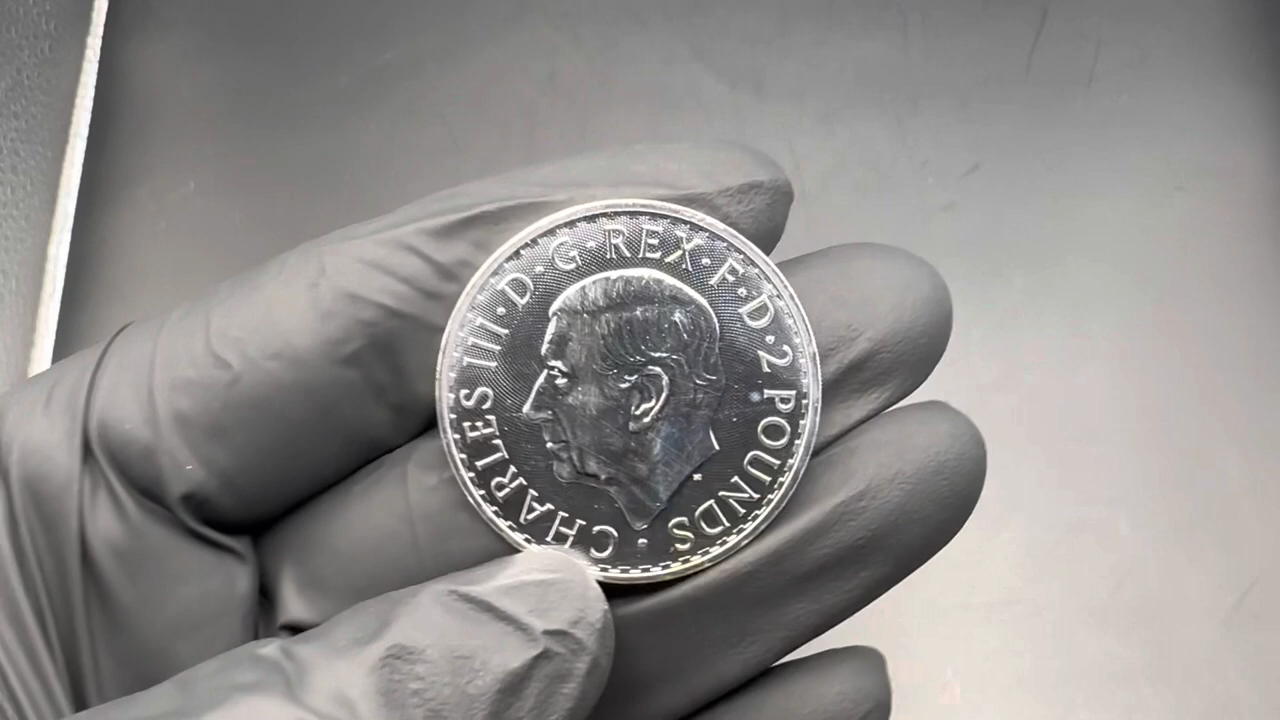 CHARLES III · D · G · REX · F · D · 2 POUNDS ·